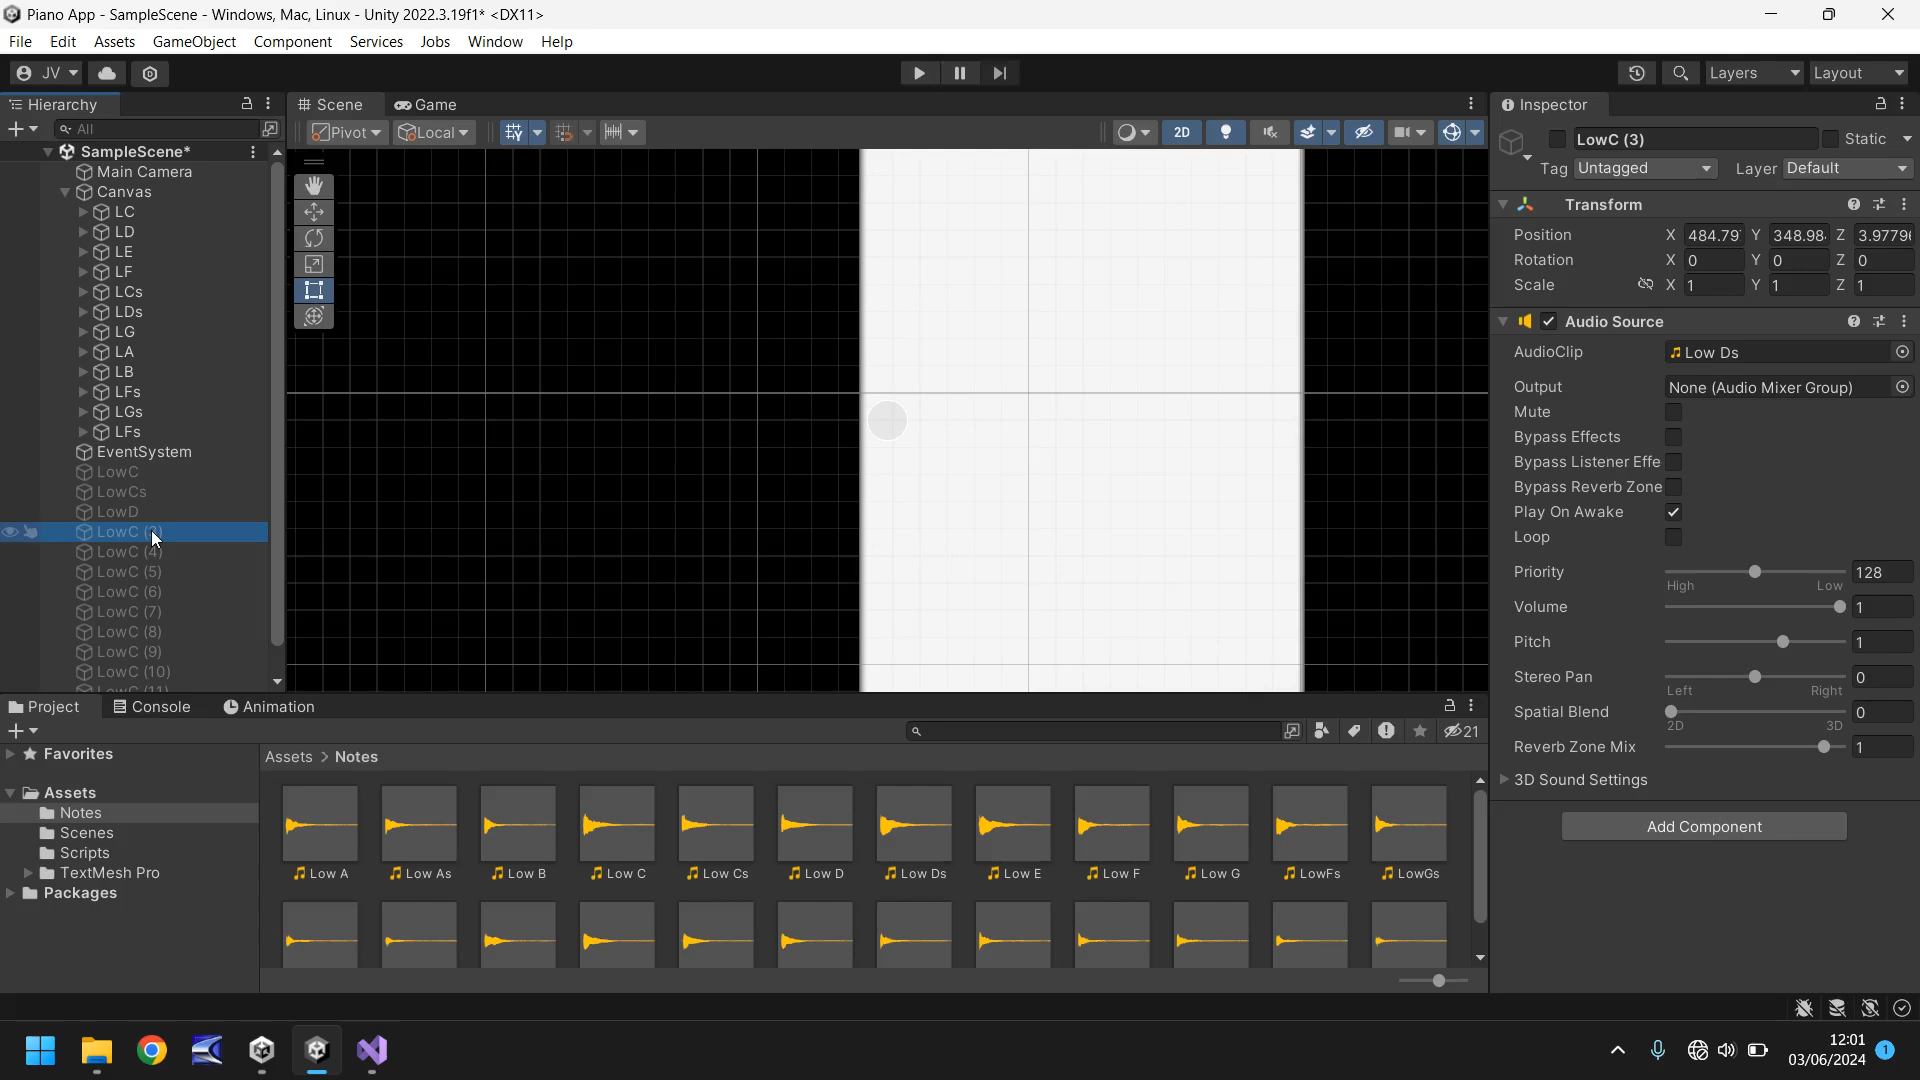 Piano App - SampleScene - Windows, Mac, Linux - Unity 2022.3.19f1* <DX11>
File Edit Assets GameObject Component Services Jobs Window Help
JV
Layers
Layout
Hierarchy
All
SampleScene*
Main Camera
Canvas
LC
LD
LE
LF
LCs
LDs
LG
LA
LB
LFs
LGs
LFs
EventSystem
LowC
LowCs
LowD
LowC (3)
LowC (4)
LowC (5)
LowC (6)
LowC (7)
LowC (8)
LowC (9)
LowC (10)
LowC (11)
Scene Game
Pivot Local
2D
Inspector
LowC (3) Static
Tag Untagged Layer Default
Transform
Position X 484.79 Y 348.98 Z 3.9779
Rotation X 0 Y 0 Z 0
Scale X 1 Y 1 Z 1
Audio Source
AudioClip Low Ds
Output None (Audio Mixer Group)
Mute
Bypass Effects
Bypass Listener Effe
Bypass Reverb Zone
Play On Awake
Loop
Priority 128
High Low
Volume 1
Pitch 1
Stereo Pan 0
Left Right
Spatial Blend 0
2D 3D
Reverb Zone Mix 1
3D Sound Settings
Add Component
Project Console Animation
21
Favorites
Assets
Notes
Scenes
Scripts
TextMesh Pro
Packages
Assets > Notes
Low A Low As Low B Low C Low Cs Low D Low Ds Low E Low F Low G LowFs LowGs
12:01
03/06/2024
1